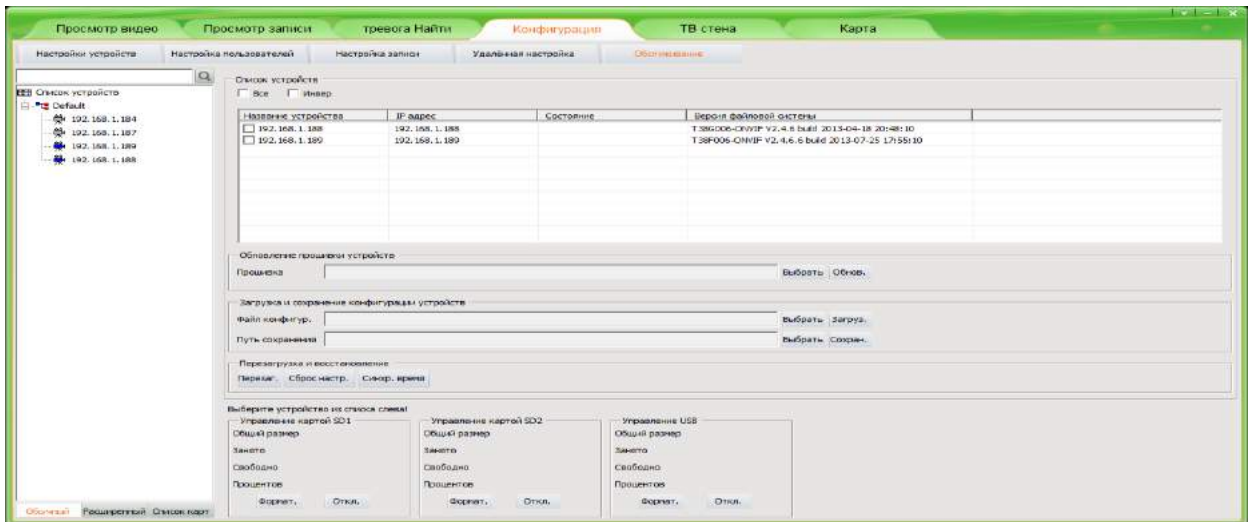 Просмотр видео Просмотр записи тревога Найти Конфигурация ТВ стена Карта
Настройки устройств Настройка пользователей Настройка записи Удалённая настройка Обслуживание
Список устройств
Default
192.168.1.184
192.168.1.187
192.168.1.189
192.168.1.188
Обычный Расширенный Список карт
Список устройств
Все Инвер
Название устройства IP адрес Состояние Версия файловой системы
192.168.1.188 192.168.1.188 T38G006-ONVIF V2.4.6 build 2013-04-18 20:48:10
192.168.1.189 192.168.1.189 T38F006-ONVIF V2.4.6.6 build 2013-07-25 17:55:10
Обновление прошивки устройств
Прошивка Выбрать Обнов.
Загрузка и сохранение конфигурации устройств
Файл конфигур. Выбрать Загруз.
Путь сохранения Выбрать Сохран.
Перезагрузка и восстановление
Перезаг. Сброс настр. Синхр. время
Выберите устройство из списка слева!
Управление картой SD1 Управление картой SD2 Управление USB
Общий размер Общий размер Общий размер
Занято Занято Занято
Свободно Свободно Свободно
Процентов Процентов Процентов
Формат. Откл. Формат. Откл. Формат. Откл.